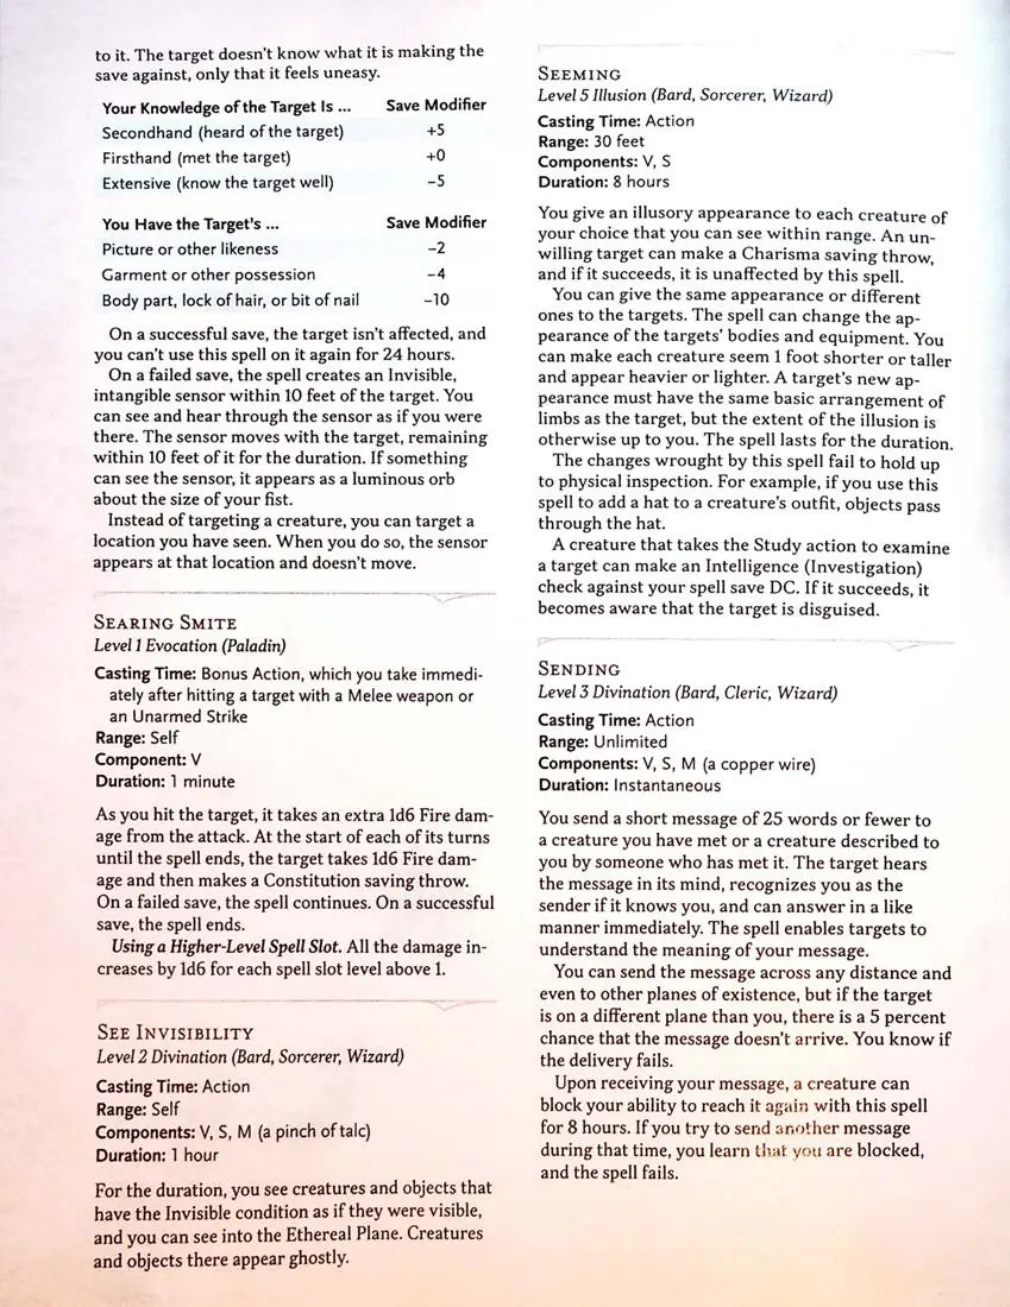 to it. The target doesn't know what it is making the
save against, only that it feels uneasy.
Your Knowledge of the Target Is ... Save Modifier
Secondhand (heard of the target) +5
Firsthand (met the target) +0
Extensive (know the target well) −5
You Have the Target's ... Save Modifier
Picture or other likeness −2
Garment or other possession −4
Body part, lock of hair, or bit of nail −10
On a successful save, the target isn't affected, and
you can't use this spell on it again for 24 hours.
On a failed save, the spell creates an Invisible,
intangible sensor within 10 feet of the target. You
can see and hear through the sensor as if you were
there. The sensor moves with the target, remaining
within 10 feet of it for the duration. If something
can see the sensor, it appears as a luminous orb
about the size of your fist.
Instead of targeting a creature, you can target a
location you have seen. When you do so, the sensor
appears at that location and doesn't move.
SEARING SMITE
Level 1 Evocation (Paladin)
Casting Time: Bonus Action, which you take immedi-
ately after hitting a target with a Melee weapon or
an Unarmed Strike
Range: Self
Component: V
Duration: 1 minute
As you hit the target, it takes an extra 1d6 Fire dam-
age from the attack. At the start of each of its turns
until the spell ends, the target takes 1d6 Fire dam-
age and then makes a Constitution saving throw.
On a failed save, the spell continues. On a successful
save, the spell ends.
Using a Higher-Level Spell Slot. All the damage in-
creases by 1d6 for each spell slot level above 1.
SEE INVISIBILITY
Level 2 Divination (Bard, Sorcerer, Wizard)
Casting Time: Action
Range: Self
Components: V, S, M (a pinch of talc)
Duration: 1 hour
For the duration, you see creatures and objects that
have the Invisible condition as if they were visible,
and you can see into the Ethereal Plane. Creatures
and objects there appear ghostly.
SEEMING
Level 5 Illusion (Bard, Sorcerer, Wizard)
Casting Time: Action
Range: 30 feet
Components: V, S
Duration: 8 hours
You give an illusory appearance to each creature of
your choice that you can see within range. An un-
willing target can make a Charisma saving throw,
and if it succeeds, it is unaffected by this spell.
You can give the same appearance or different
ones to the targets. The spell can change the ap-
pearance of the targets' bodies and equipment. You
can make each creature seem 1 foot shorter or taller
and appear heavier or lighter. A target's new ap-
pearance must have the same basic arrangement of
limbs as the target, but the extent of the illusion is
otherwise up to you. The spell lasts for the duration.
The changes wrought by this spell fail to hold up
to physical inspection. For example, if you use this
spell to add a hat to a creature's outfit, objects pass
through the hat.
A creature that takes the Study action to examine
a target can make an Intelligence (Investigation)
check against your spell save DC. If it succeeds, it
becomes aware that the target is disguised.
SENDING
Level 3 Divination (Bard, Cleric, Wizard)
Casting Time: Action
Range: Unlimited
Components: V, S, M (a copper wire)
Duration: Instantaneous
You send a short message of 25 words or fewer to
a creature you have met or a creature described to
you by someone who has met it. The target hears
the message in its mind, recognizes you as the
sender if it knows you, and can answer in a like
manner immediately. The spell enables targets to
understand the meaning of your message.
You can send the message across any distance and
even to other planes of existence, but if the target
is on a different plane than you, there is a 5 percent
chance that the message doesn't arrive. You know if
the delivery fails.
Upon receiving your message, a creature can
block your ability to reach it again with this spell
for 8 hours. If you try to send another message
during that time, you learn that you are blocked,
and the spell fails.